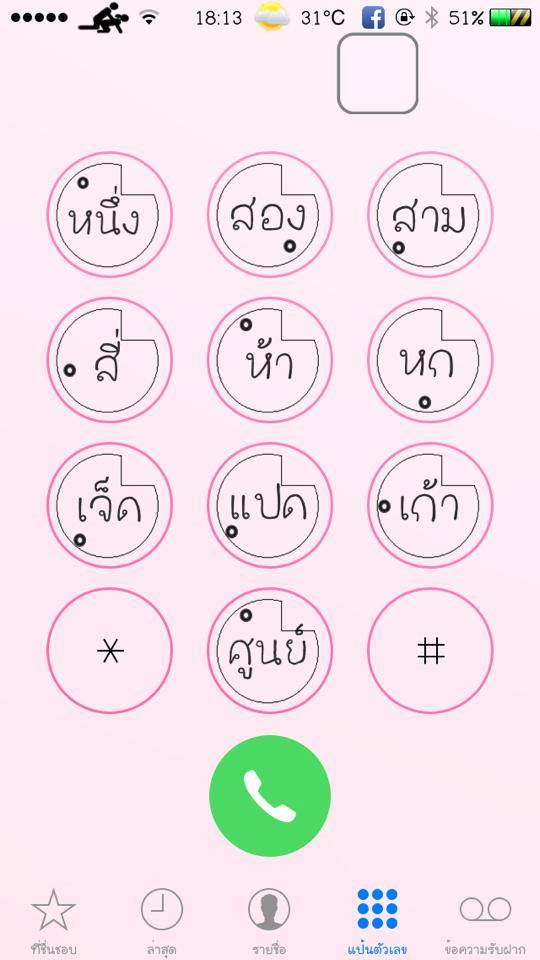 18:13 31°C 51%
หนึ่ง สอง สาม
สี่ ห้า หก
เจ็ด แปด เก้า
* ศูนย์ #
ที่ชื่นชอบ ล่าสุด รายชื่อ แป้นตัวเลข ข้อความรับฝาก